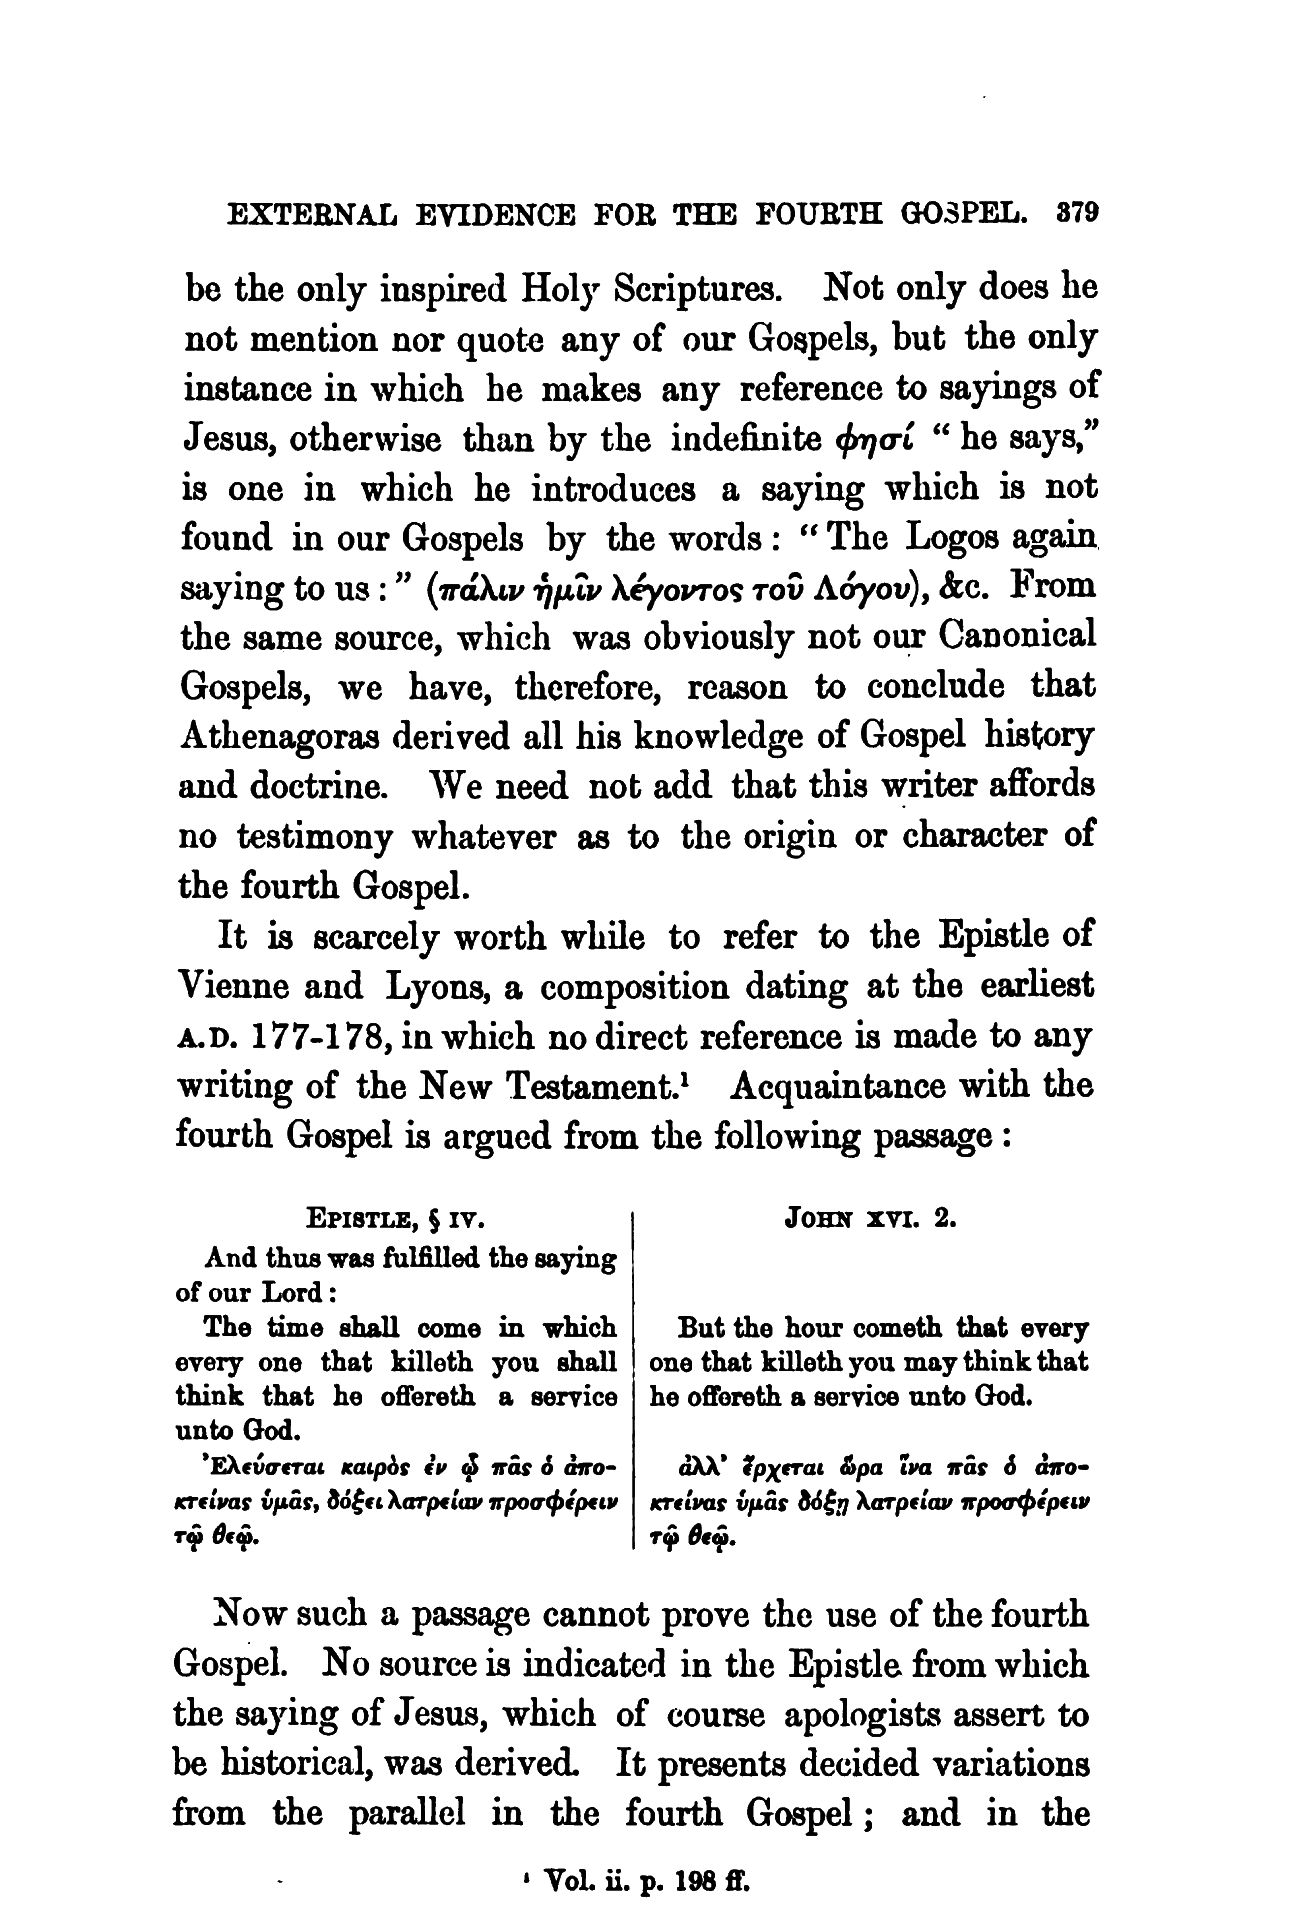 EXTERNAL EVIDENCE FOR THE FOURTH GOSPEL. 379
be the only inspired Holy Scriptures. Not only does he
not mention nor quote any of our Gospels, but the only
instance in which he makes any reference to sayings of
Jesus, otherwise than by the indefinite φησί “he says,”
is one in which he introduces a saying which is not
found in our Gospels by the words : “The Logos again
saying to us :” (πάλιν ἡμῖν λέγοντος τοῦ Λόγου), &c. From
the same source, which was obviously not our Canonical
Gospels, we have, therefore, reason to conclude that
Athenagoras derived all his knowledge of Gospel history
and doctrine. We need not add that this writer affords
no testimony whatever as to the origin or character of
the fourth Gospel.
It is scarcely worth while to refer to the Epistle of
Vienne and Lyons, a composition dating at the earliest
A.D. 177-178, in which no direct reference is made to any
writing of the New Testament.¹ Acquaintance with the
fourth Gospel is argued from the following passage :
EPISTLE, § IV.
And thus was fulfilled the saying
of our Lord :
The time shall come in which
every one that killeth you shall
think that he offereth a service
unto God.
Ἐλεύσεται καιρὸς ἐν ᾧ πᾶς ὁ ἀπο-
κτείνας ὑμᾶς, δόξει λατρείαν προσφέρειν
τῷ θεῷ.
JOHN XVI. 2.
But the hour cometh that every
one that killeth you may think that
he offereth a service unto God.
ἀλλ’ ἔρχεται ὥρα ἵνα πᾶς ὁ ἀπο-
κτείνας ὑμᾶς δόξῃ λατρείαν προσφέρειν
τῷ θεῷ.
Now such a passage cannot prove the use of the fourth
Gospel. No source is indicated in the Epistle from which
the saying of Jesus, which of course apologists assert to
be historical, was derived. It presents decided variations
from the parallel in the fourth Gospel ; and in the
¹ Vol. ii. p. 198 ff.